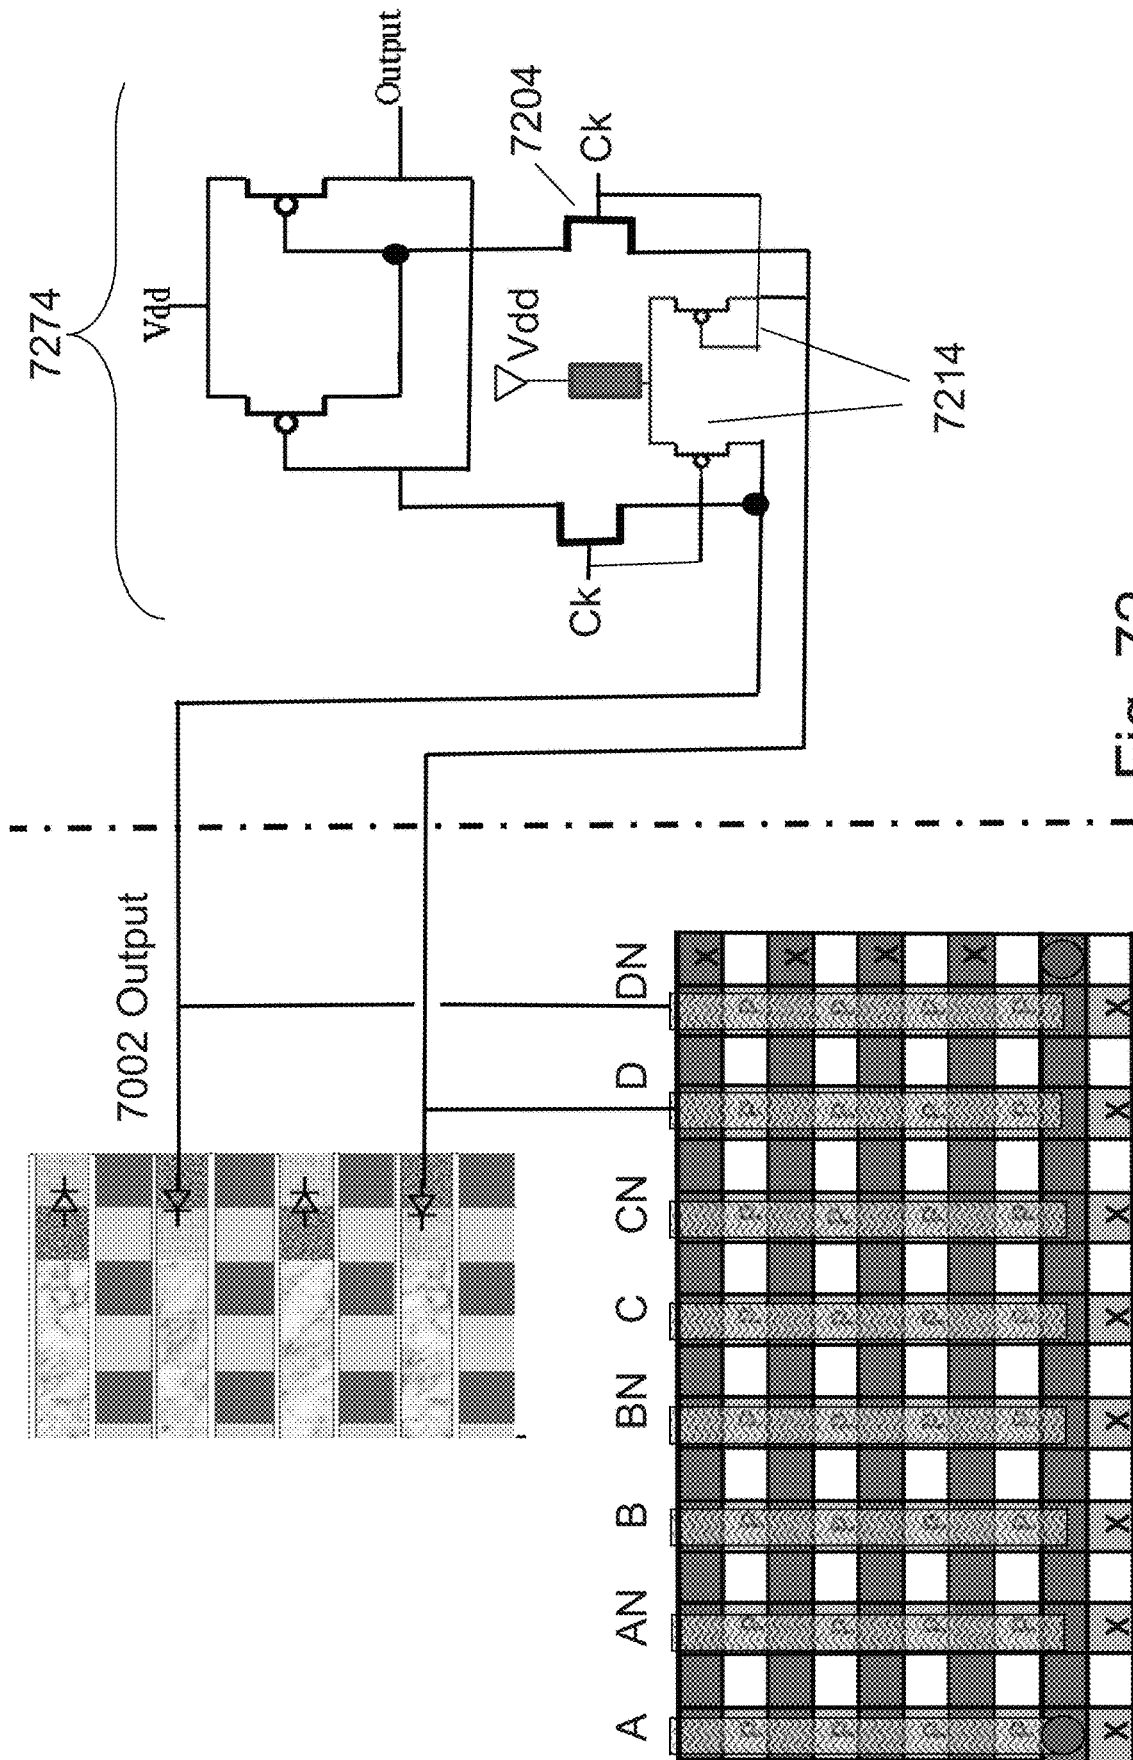 7274
Vdd
Output
7204
Ck
Vdd
Ck
7214
7002 Output
A AN B BN C CN D DN
X X X X
P P P P P P P P
P P P P P P P P
P P P P P P P P
P P P P P P P P
X X X X X X X X